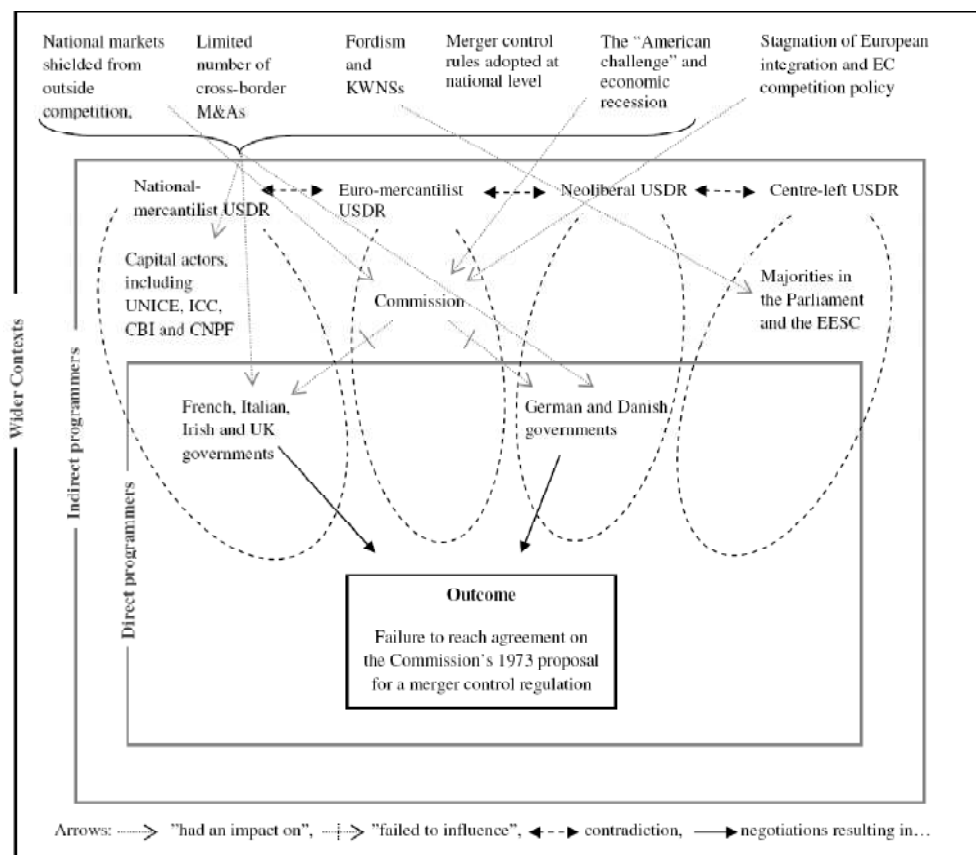 National markets
shielded from
outside
competition.
Limited
number of
cross-border
M&As
Fordism
and
KWNSs
Merger control
rules adopted at
national level
The "American
challenge" and
economic
recession
Stagnation of European
integration and EC
competition policy
Wider Contexts
Indirect programmers
Direct programmers
National-
mercantilist USDR
Euro-mercantilist
USDR
Neoliberal USDR
Centre-left USDR
Capital actors,
including
UNICE, ICC,
CBI and CNPF
Commission
Majorities in
the Parliament
and the EESC
French, Italian,
Irish and UK
governments
German and Danish
governments
Outcome
Failure to reach agreement on
the Commission's 1973 proposal
for a merger control regulation
Arrows: "had an impact on", "failed to influence", contradiction, negotiations resulting in…